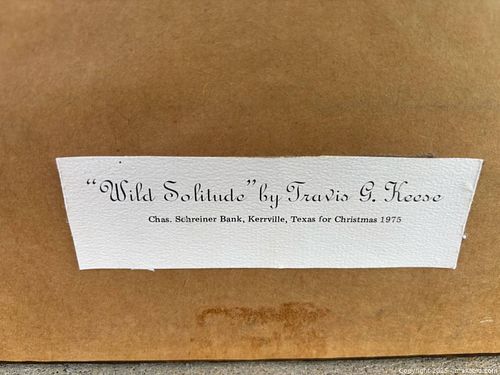 "Wild Solitude" by Travis G. Keese
Chas. Schreiner Bank, Kerrville, Texas for Christmas 1975